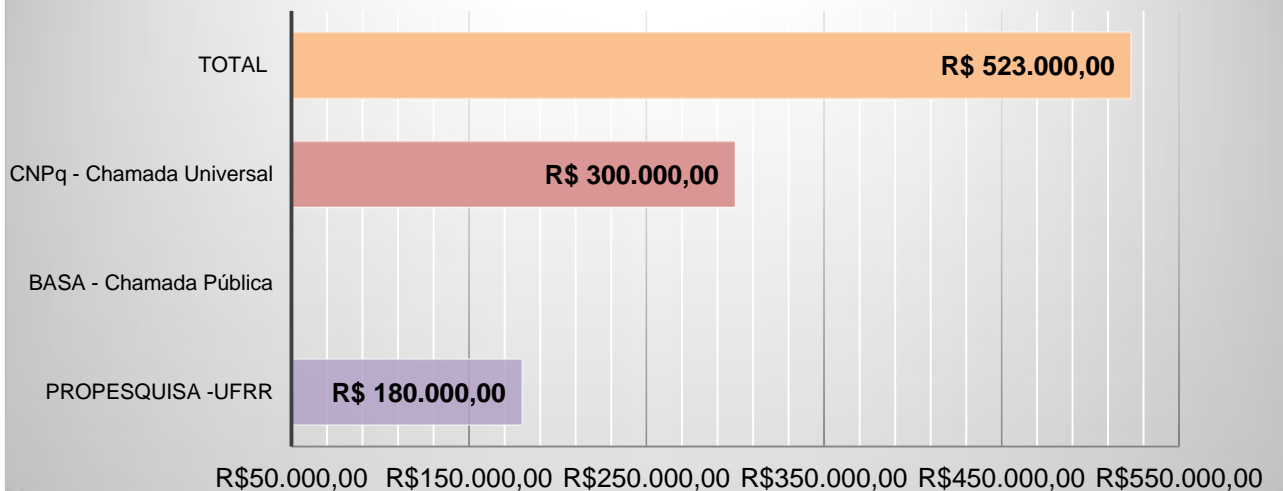 TOTAL
R$ 523.000,00
CNPq - Chamada Universal
R$ 300.000,00
BASA - Chamada Pública
PROPESQUISA -UFRR
R$ 180.000,00
R$50.000,00 R$150.000,00 R$250.000,00 R$350.000,00 R$450.000,00 R$550.000,00